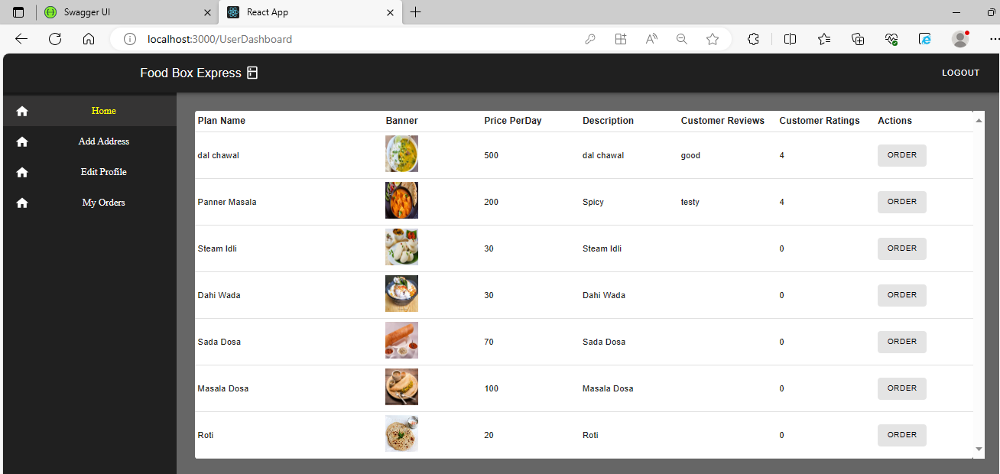 Swagger UI
React App
localhost:3000/UserDashboard
Food Box Express
LOGOUT
Home
Add Address
Edit Profile
My Orders
Plan Name Banner Price PerDay Description Customer Reviews Customer Ratings Actions
dal chawal 500 dal chawal good 4 ORDER
Panner Masala 200 Spicy testy 4 ORDER
Steam Idli 30 Steam Idli 0 ORDER
Dahi Wada 30 Dahi Wada 0 ORDER
Sada Dosa 70 Sada Dosa 0 ORDER
Masala Dosa 100 Masala Dosa 0 ORDER
Roti 20 Roti 0 ORDER